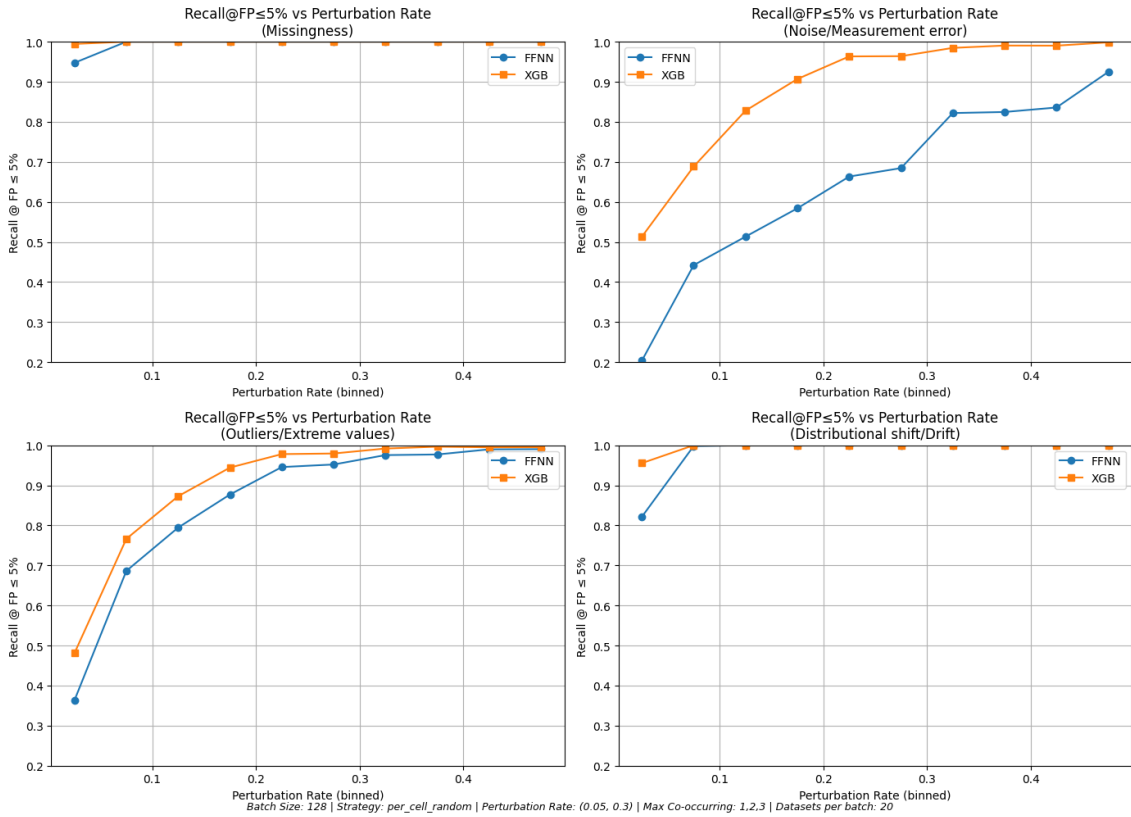 Recall@FP≤5% vs Perturbation Rate
(Missingness)
Recall @ FP ≤ 5%
1.0
0.9
0.8
0.7
0.6
0.5
0.4
0.3
0.2
FFNN
XGB
0.1
0.2
0.3
0.4
Perturbation Rate (binned)
Recall@FP≤5% vs Perturbation Rate
(Noise/Measurement error)
Recall @ FP ≤ 5%
1.0
0.9
0.8
0.7
0.6
0.5
0.4
0.3
0.2
FFNN
XGB
0.1
0.2
0.3
0.4
Perturbation Rate (binned)
Recall@FP≤5% vs Perturbation Rate
(Outliers/Extreme values)
Recall @ FP ≤ 5%
1.0
0.9
0.8
0.7
0.6
0.5
0.4
0.3
0.2
FFNN
XGB
0.1
0.2
0.3
0.4
Perturbation Rate (binned)
Recall@FP≤5% vs Perturbation Rate
(Distributional shift/Drift)
Recall @ FP ≤ 5%
1.0
0.9
0.8
0.7
0.6
0.5
0.4
0.3
0.2
FFNN
XGB
0.1
0.2
0.3
0.4
Perturbation Rate (binned)
Batch Size: 128 | Strategy: per_cell_random | Perturbation Rate: (0.05, 0.3) | Max Co-occurring: 1,2,3 | Datasets per batch: 20